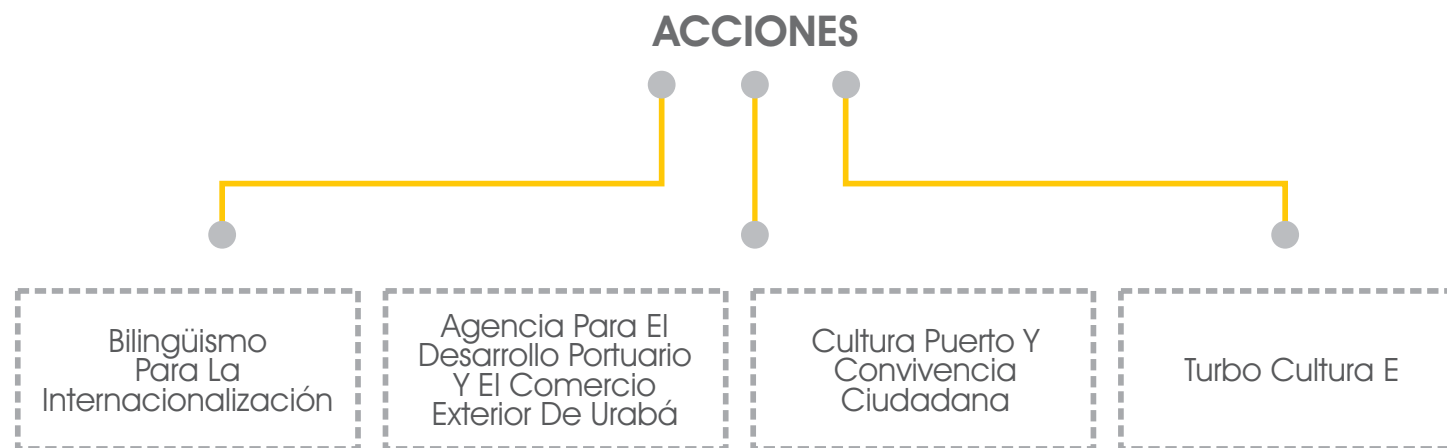 ACCIONES
Bilingüismo
Para La
Internacionalización
Agencia Para El
Desarrollo Portuario
Y El Comercio
Exterior De Urabá
Cultura Puerto Y
Convivencia
Ciudadana
Turbo Cultura E